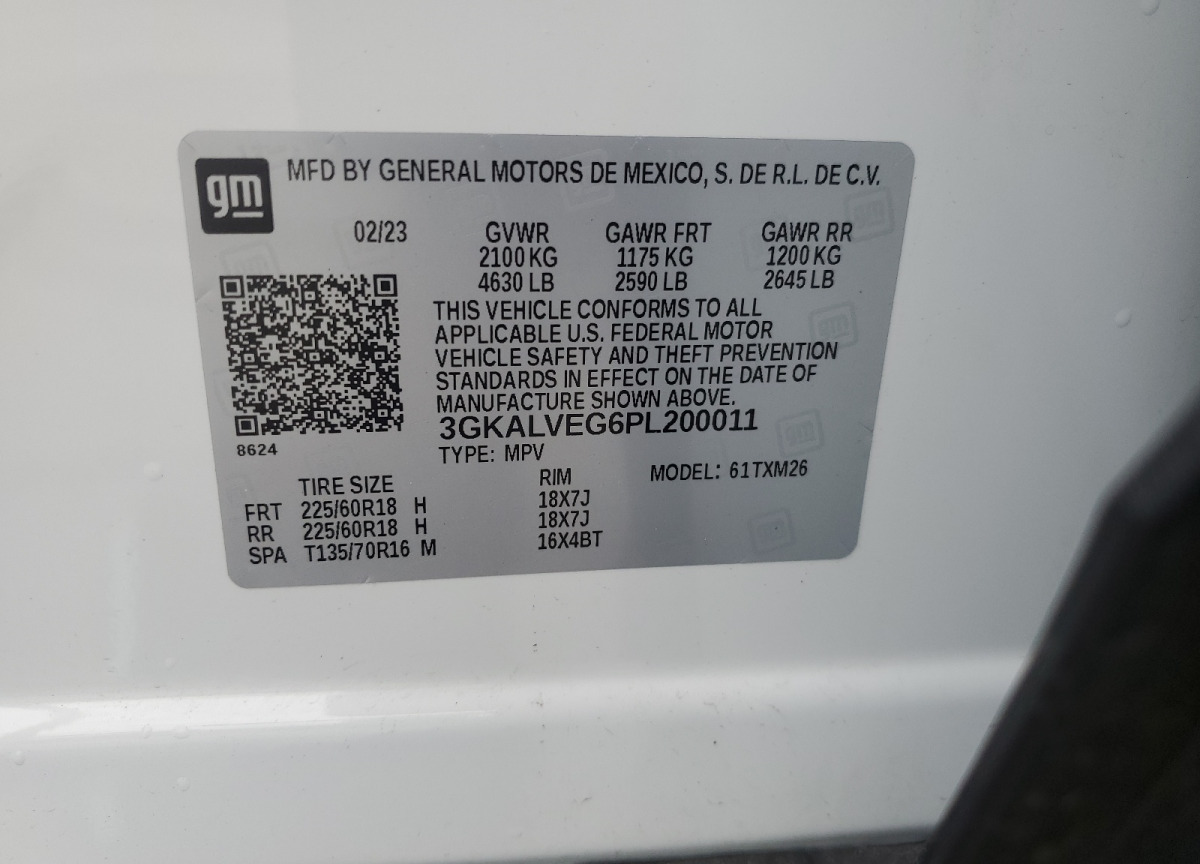 gm
MFD BY GENERAL MOTORS DE MEXICO, S. DE R.L. DE C.V.
02/23 GVWR GAWR FRT GAWR RR
2100 KG 1175 KG 1200 KG
4630 LB 2590 LB 2645 LB
THIS VEHICLE CONFORMS TO ALL
APPLICABLE U.S. FEDERAL MOTOR
VEHICLE SAFETY AND THEFT PREVENTION
STANDARDS IN EFFECT ON THE DATE OF
MANUFACTURE SHOWN ABOVE.
3GKALVEG6PL200011
8624
TYPE: MPV
MODEL: 61TXM26
TIRE SIZE RIM
FRT 225/60R18 H 18X7J
RR 225/60R18 H 18X7J
SPA T135/70R16 M 16X4BT